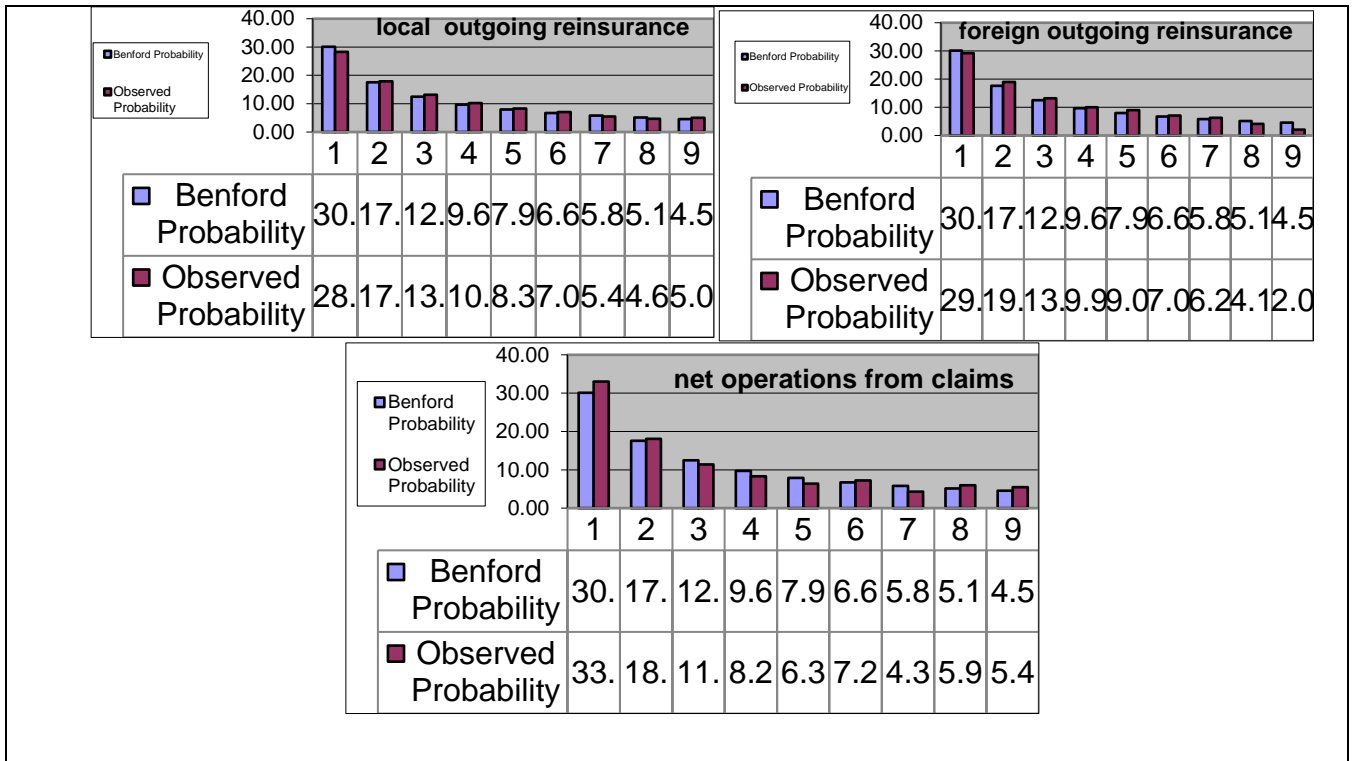 local outgoing reinsurance
Benford Probability
Observed
Probability
40.00
30.00
20.00
10.00
0.00
1 2 3 4 5 6 7 8 9
Benford
Probability
30. 17. 12. 9.6 7.9 6.6 5.8 5.1 4.5
Observed
Probability
28. 17. 13. 10. 8.3 7.0 5.4 4.6 5.0
foreign outgoing reinsurance
Benford Probability
Observed Probability
40.00
30.00
20.00
10.00
0.00
1 2 3 4 5 6 7 8 9
Benford
Probability
30. 17. 12. 9.6 7.9 6.6 5.8 5.1 4.5
Observed
Probability
29. 19. 13. 9.9 9.0 7.0 6.2 4.1 2.0
net operations from claims
Benford
Probability
Observed
Probability
40.00
30.00
20.00
10.00
0.00
1 2 3 4 5 6 7 8 9
Benford
Probability
30. 17. 12. 9.6 7.9 6.6 5.8 5.1 4.5
Observed
Probability
33. 18. 11. 8.2 6.3 7.2 4.3 5.9 5.4